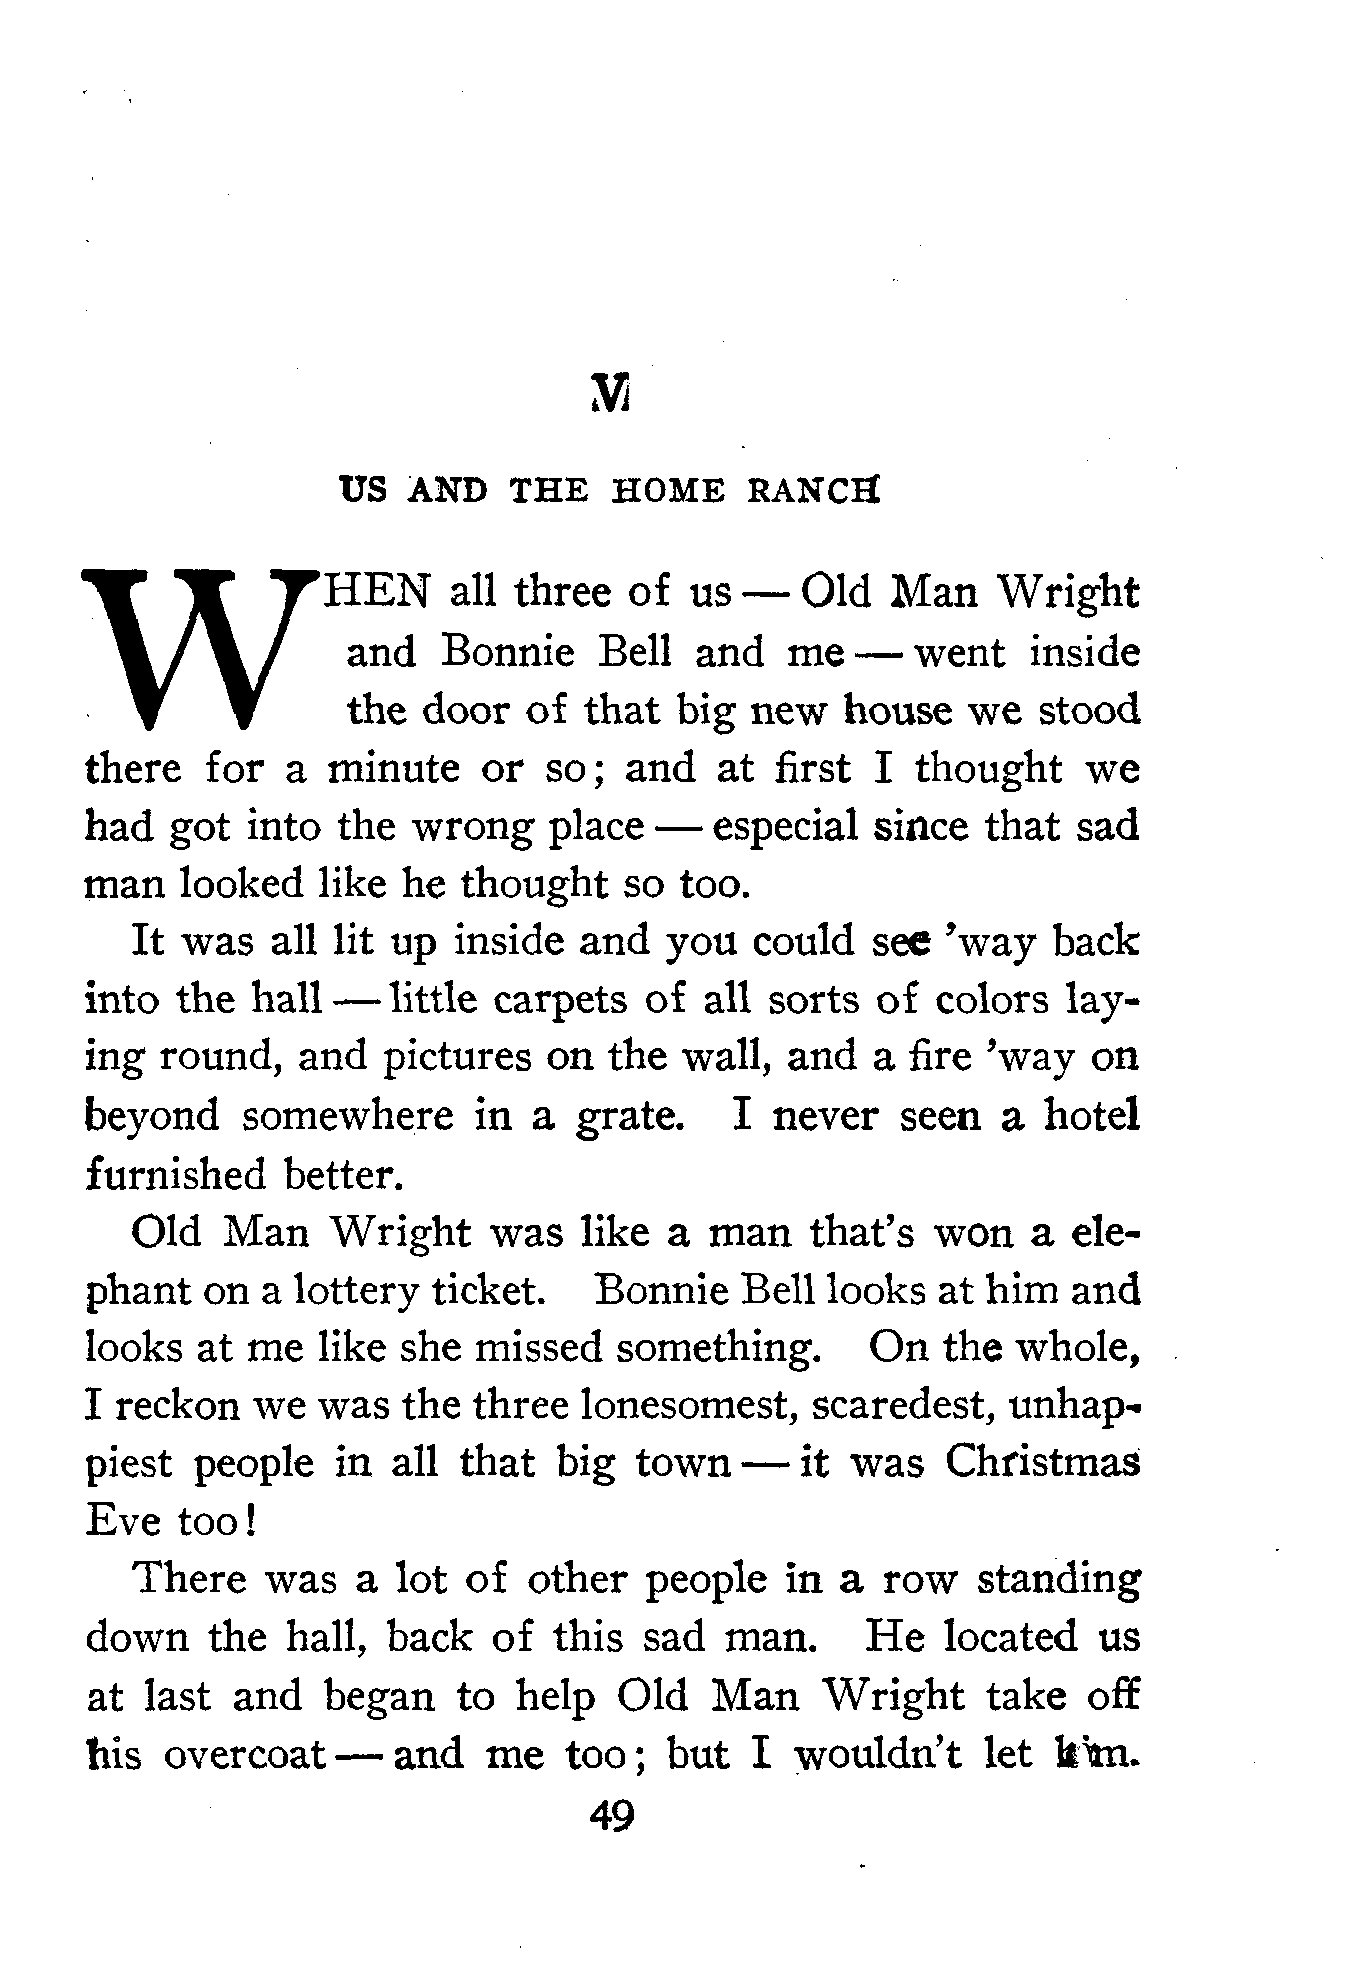 VI
US AND THE HOME RANCH
WHEN all three of us — Old Man Wright
and Bonnie Bell and me — went inside
the door of that big new house we stood
there for a minute or so; and at first I thought we
had got into the wrong place — especial since that sad
man looked like he thought so too.
It was all lit up inside and you could see ’way back
into the hall — little carpets of all sorts of colors lay-
ing round, and pictures on the wall, and a fire ’way on
beyond somewhere in a grate. I never seen a hotel
furnished better.
Old Man Wright was like a man that’s won a ele-
phant on a lottery ticket. Bonnie Bell looks at him and
looks at me like she missed something. On the whole,
I reckon we was the three lonesomest, scaredest, unhap-
piest people in all that big town — it was Christmas
Eve too!
There was a lot of other people in a row standing
down the hall, back of this sad man. He located us
at last and began to help Old Man Wright take off
his overcoat — and me too; but I wouldn’t let him.
49